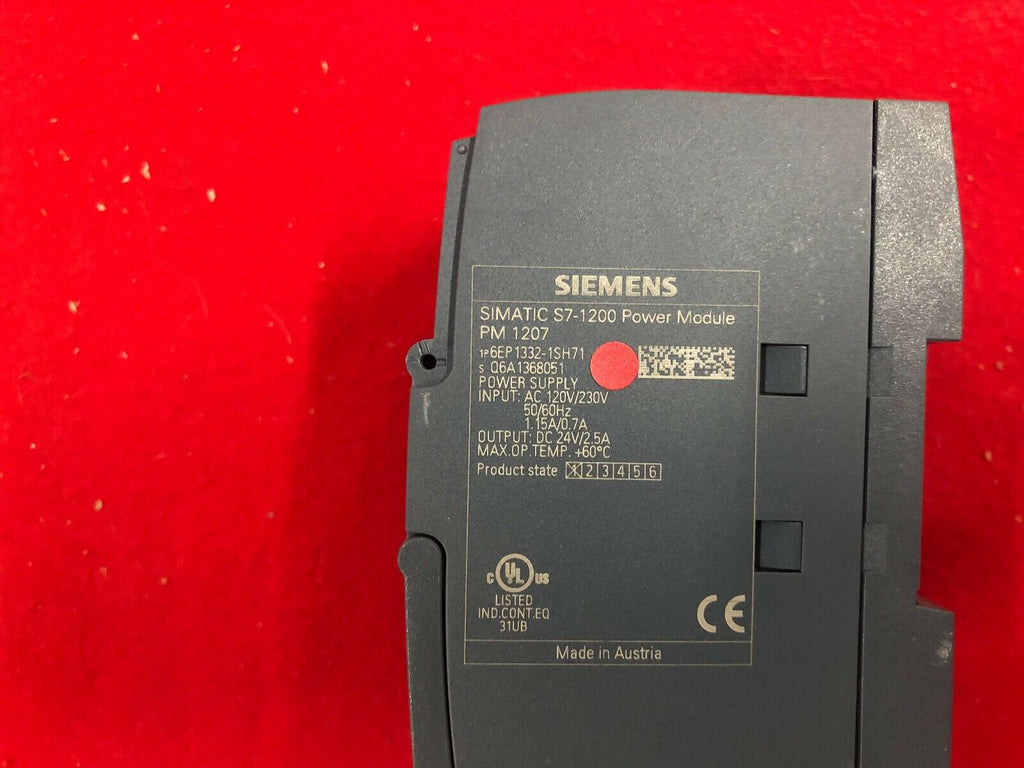 SIEMENS
SIMATIC S7-1200 Power Module
PM 1207
1P 6EP1332-1SH71
S Q6A1368051
POWER SUPPLY
INPUT: AC 120V/230V
50/60Hz
1.15A/0.7A
OUTPUT: DC 24V/2.5A
MAX.OP.TEMP. +60°C
Product state X 2 3 4 5 6
C UL US
LISTED
IND.CONT.EQ
31UB
CE
Made in Austria